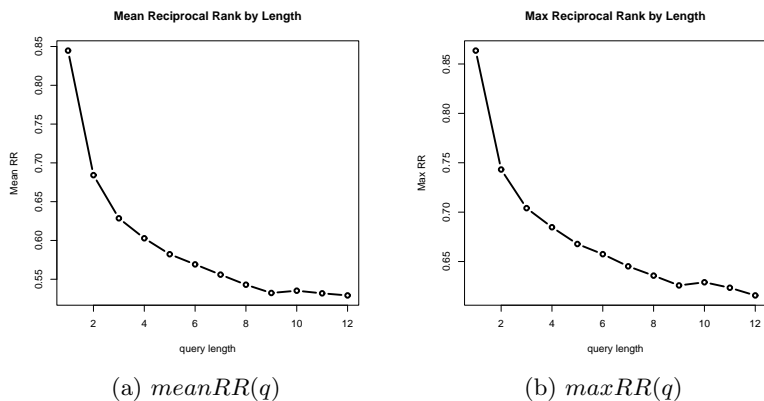 Mean Reciprocal Rank by Length
Mean RR
0.85
0.80
0.75
0.70
0.65
0.60
0.55
2 4 6 8 10 12
query length
(a) meanRR(q)
Max Reciprocal Rank by Length
Max RR
0.85
0.80
0.75
0.70
0.65
2 4 6 8 10 12
query length
(b) maxRR(q)